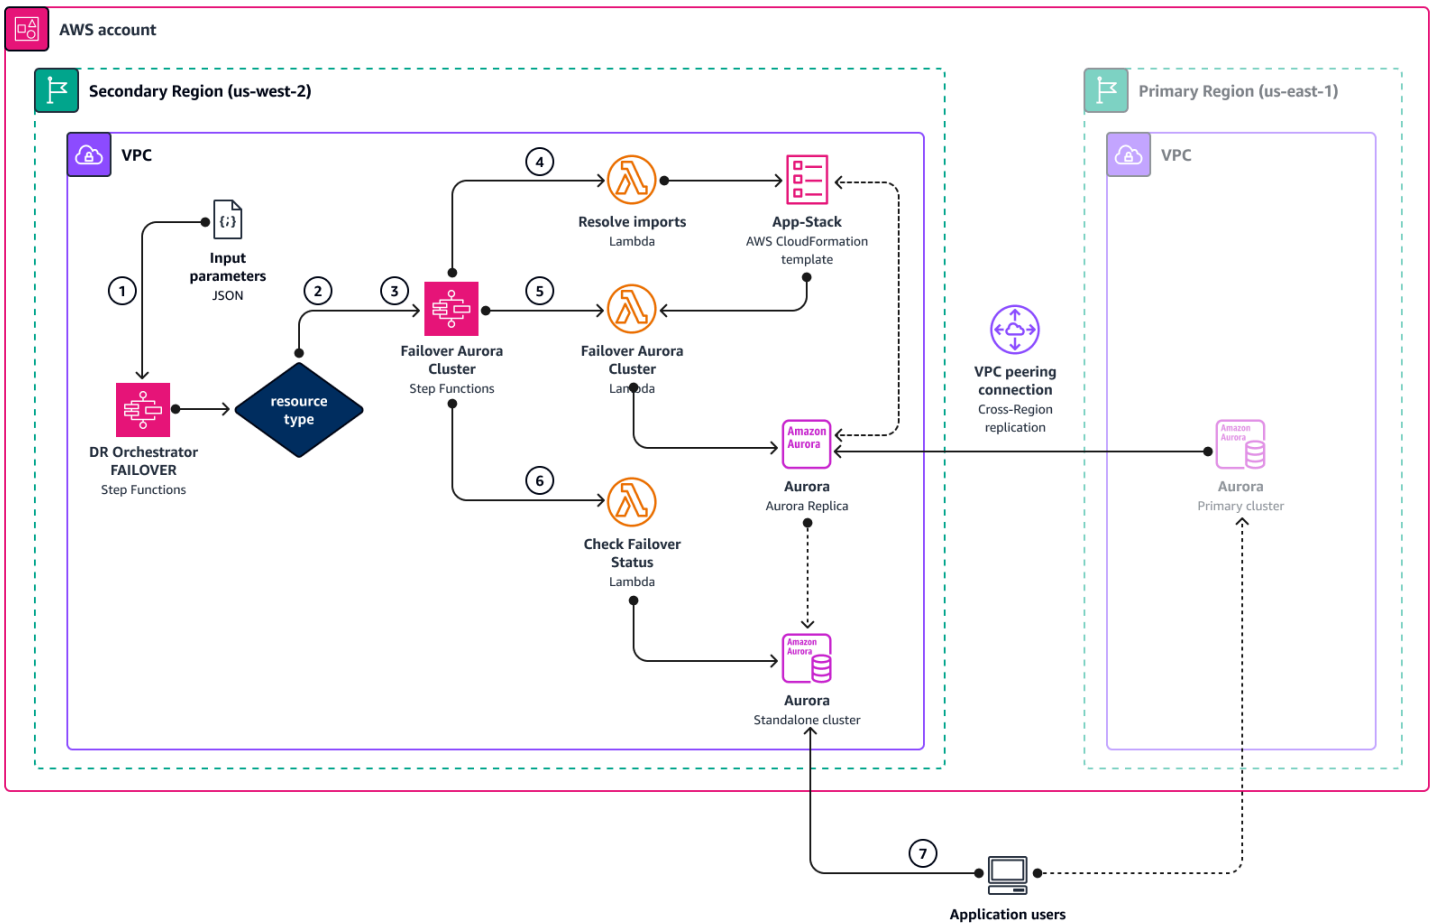 AWS account
Secondary Region (us-west-2)
Primary Region (us-east-1)
VPC
VPC
4
Resolve imports
Lambda
App-Stack
AWS CloudFormation
template
{;}
Input
parameters
JSON
1
2
3
5
Failover Aurora
Cluster
Step Functions
Failover Aurora
Cluster
Lambda
VPC peering
connection
Cross-Region
replication
resource
type
DR Orchestrator
FAILOVER
Step Functions
Amazon
Aurora
Aurora
Aurora Replica
Amazon
Aurora
Aurora
Primary cluster
6
Check Failover
Status
Lambda
Amazon
Aurora
Aurora
Standalone cluster
7
Application users